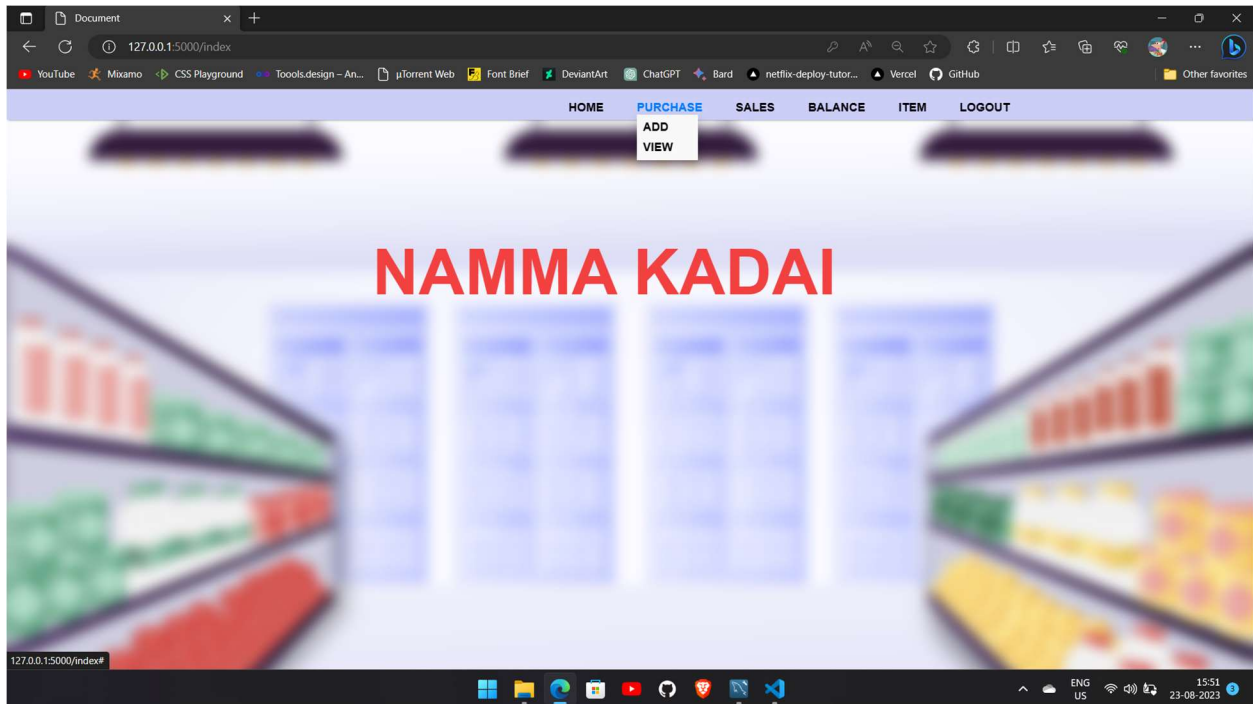 Document
127.0.0.1:5000/index
YouTube Mixamo CSS Playground Toools.design – An... µTorrent Web Font Brief DeviantArt ChatGPT Bard netflix-deploy-tutor... Vercel GitHub Other favorites
HOME PURCHASE SALES BALANCE ITEM LOGOUT
ADD
VIEW
NAMMA KADAI
127.0.0.1:5000/index#
ENG 15:51
US 23-08-2023 3